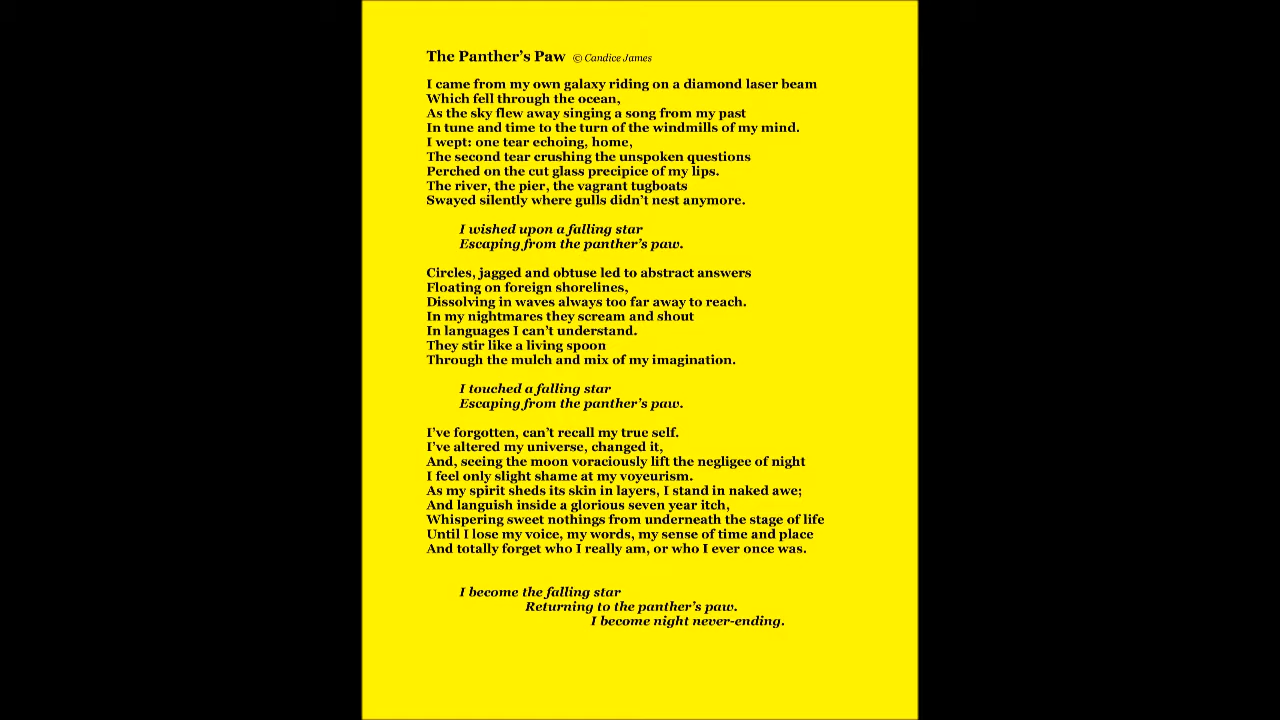 The Panther's Paw © Candice James
I came from my own galaxy riding on a diamond laser beam
Which fell through the ocean,
As the sky flew away singing a song from my past
In tune and time to the turn of the windmills of my mind.
I wept: one tear echoing, home,
The second tear crushing the unspoken questions
Perched on the cut glass precipice of my lips.
The river, the pier, the vagrant tugboats
Swayed silently where gulls didn't nest anymore.
I wished upon a falling star
Escaping from the panther's paw.
Circles, jagged and obtuse led to abstract answers
Floating on foreign shorelines,
Dissolving in waves always too far away to reach.
In my nightmares they scream and shout
In languages I can't understand.
They stir like a living spoon
Through the mulch and mix of my imagination.
I touched a falling star
Escaping from the panther's paw.
I've forgotten, can't recall my true self.
I've altered my universe, changed it,
And, seeing the moon voraciously lift the negligee of night
I feel only slight shame at my voyeurism.
As my spirit sheds its skin in layers, I stand in naked awe;
And languish inside a glorious seven year itch,
Whispering sweet nothings from underneath the stage of life
Until I lose my voice, my words, my sense of time and place
And totally forget who I really am, or who I ever once was.
I become the falling star
Returning to the panther's paw.
I become night never-ending.